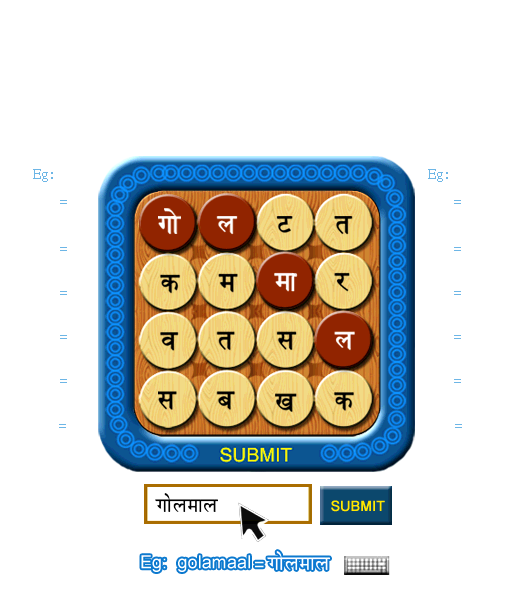 Eg: Eg:
= =
गो ल ट त
= =
क म मा र
= =
= =
व त स ल
= =
स ब ख क
= =
SUBMIT
गोलमाल SUBMIT
Eg: golamaal = गोलमाल